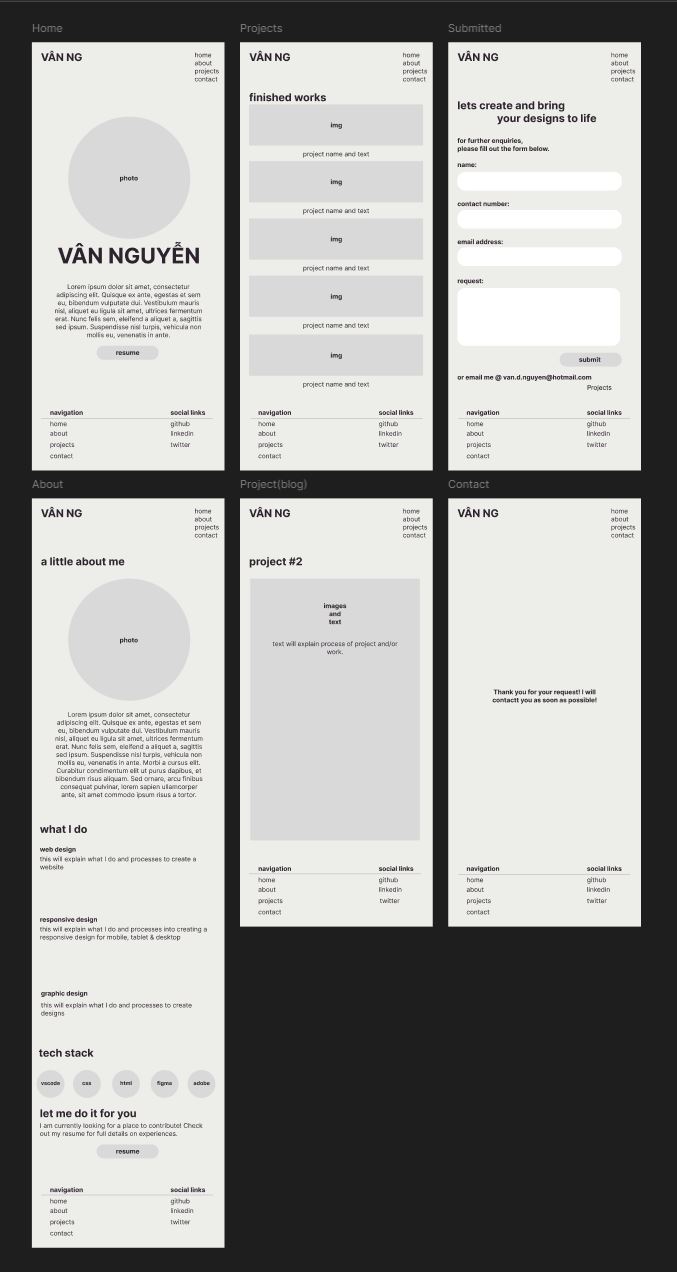 Home
VÂN NG
home
about
projects
contact
photo
VÂN NGUYỄN
Lorem ipsum dolor sit amet, consectetur
adipiscing elit. Quisque ex ante, egestas et sem
eu, bibendum vulputate dui. Vestibulum mauris
nisl, aliquet eu ligula sit amet, ultrices fermentum
erat. Nunc felis sem, eleifend a aliquet a, sagittis
sed ipsum. Suspendisse nisl turpis, vehicula non
mollis eu, venenatis in ante.
resume
navigation
social links
home
github
about
linkedin
projects
twitter
contact
Projects
VÂN NG
home
about
projects
contact
finished works
img
project name and text
img
project name and text
img
project name and text
img
project name and text
img
project name and text
navigation
social links
home
github
about
linkedin
projects
twitter
contact
Submitted
VÂN NG
home
about
projects
contact
lets create and bring
your designs to life
for further enquiries,
please fill out the form below.
name:
contact number:
email address:
request:
submit
or email me @ van.d.nguyen@hotmail.com
Projects
navigation
social links
home
github
about
linkedin
projects
twitter
contact
About
VÂN NG
home
about
projects
contact
a little about me
photo
Lorem ipsum dolor sit amet, consectetur
adipiscing elit. Quisque ex ante, egestas et sem
eu, bibendum vulputate dui. Vestibulum mauris
nisl, aliquet eu ligula sit amet, ultrices fermentum
erat. Nunc felis sem, eleifend a aliquet a, sagittis
sed ipsum. Suspendisse nisl turpis, vehicula non
mollis eu, venenatis in ante. Morbi a cursus elit.
Curabitur condimentum elit ut purus dapibus, et
bibendum risus aliquam. Sed ornare, arcu finibus
consequat pulvinar, lorem sapien ullamcorper
ante, sit amet commodo ipsum risus a tortor.
what I do
web design
this will explain what I do and processes to create a
website
responsive design
this will explain what I do and processes into creating a
responsive design for mobile, tablet & desktop
graphic design
this will explain what I do and processes to create
designs
tech stack
vscode
css
html
figma
adobe
let me do it for you
I am currently looking for a place to contribute! Check
out my resume for full details on experiences.
resume
navigation
social links
home
github
about
linkedin
projects
twitter
contact
Project(blog)
VÂN NG
home
about
projects
contact
project #2
images
and
text
text will explain process of project and/or
work.
navigation
social links
home
github
about
linkedin
projects
twitter
contact
Contact
VÂN NG
home
about
projects
contact
Thank you for your request! I will
contactt you as soon as possible!
navigation
social links
home
github
about
linkedin
projects
twitter
contact